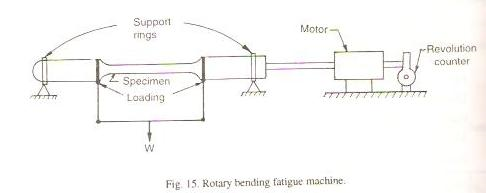 Support
rings
Motor
Revolution
counter
Specimen
Loading
W
Fig. 15. Rotary bending fatigue machine.